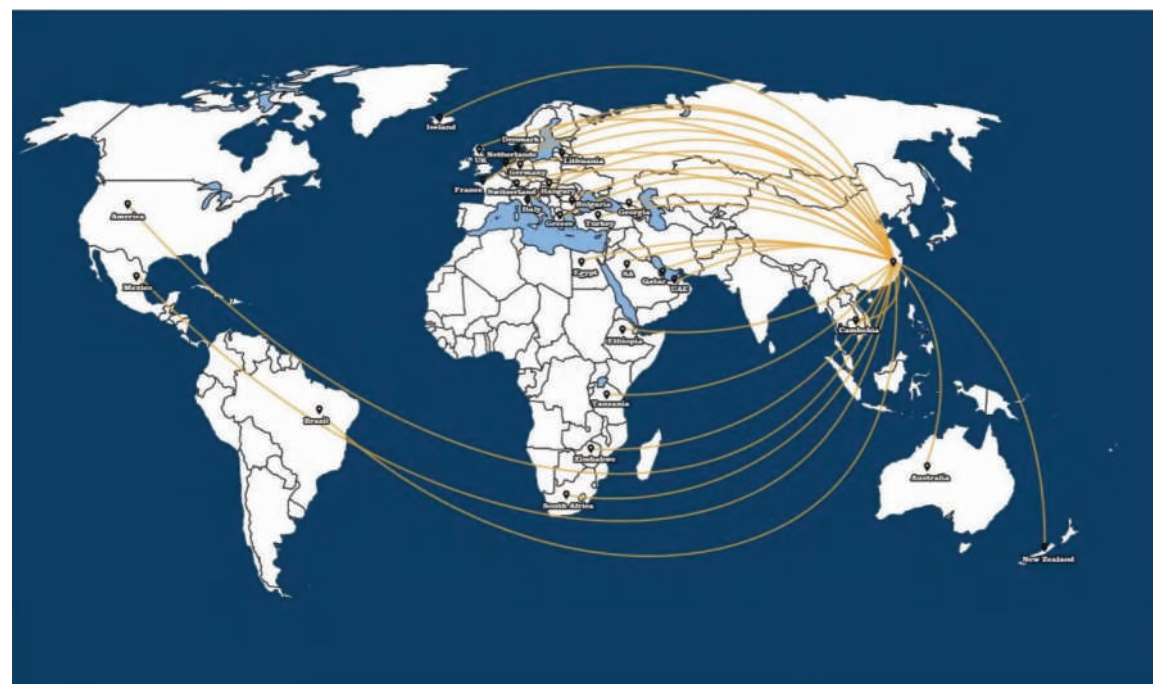 Iceland
Denmark
UK
Netherlands
Lithuania
Germany
France
Switzerland
Hungary
Italy
Bulgaria
Georgia
Greece
Turkey
America
Egypt
SA
Qatar
UAE
Mexico
Ethiopia
Cambodia
Tanzania
Brazil
Zimbabwe
Australia
South Africa
New Zealand